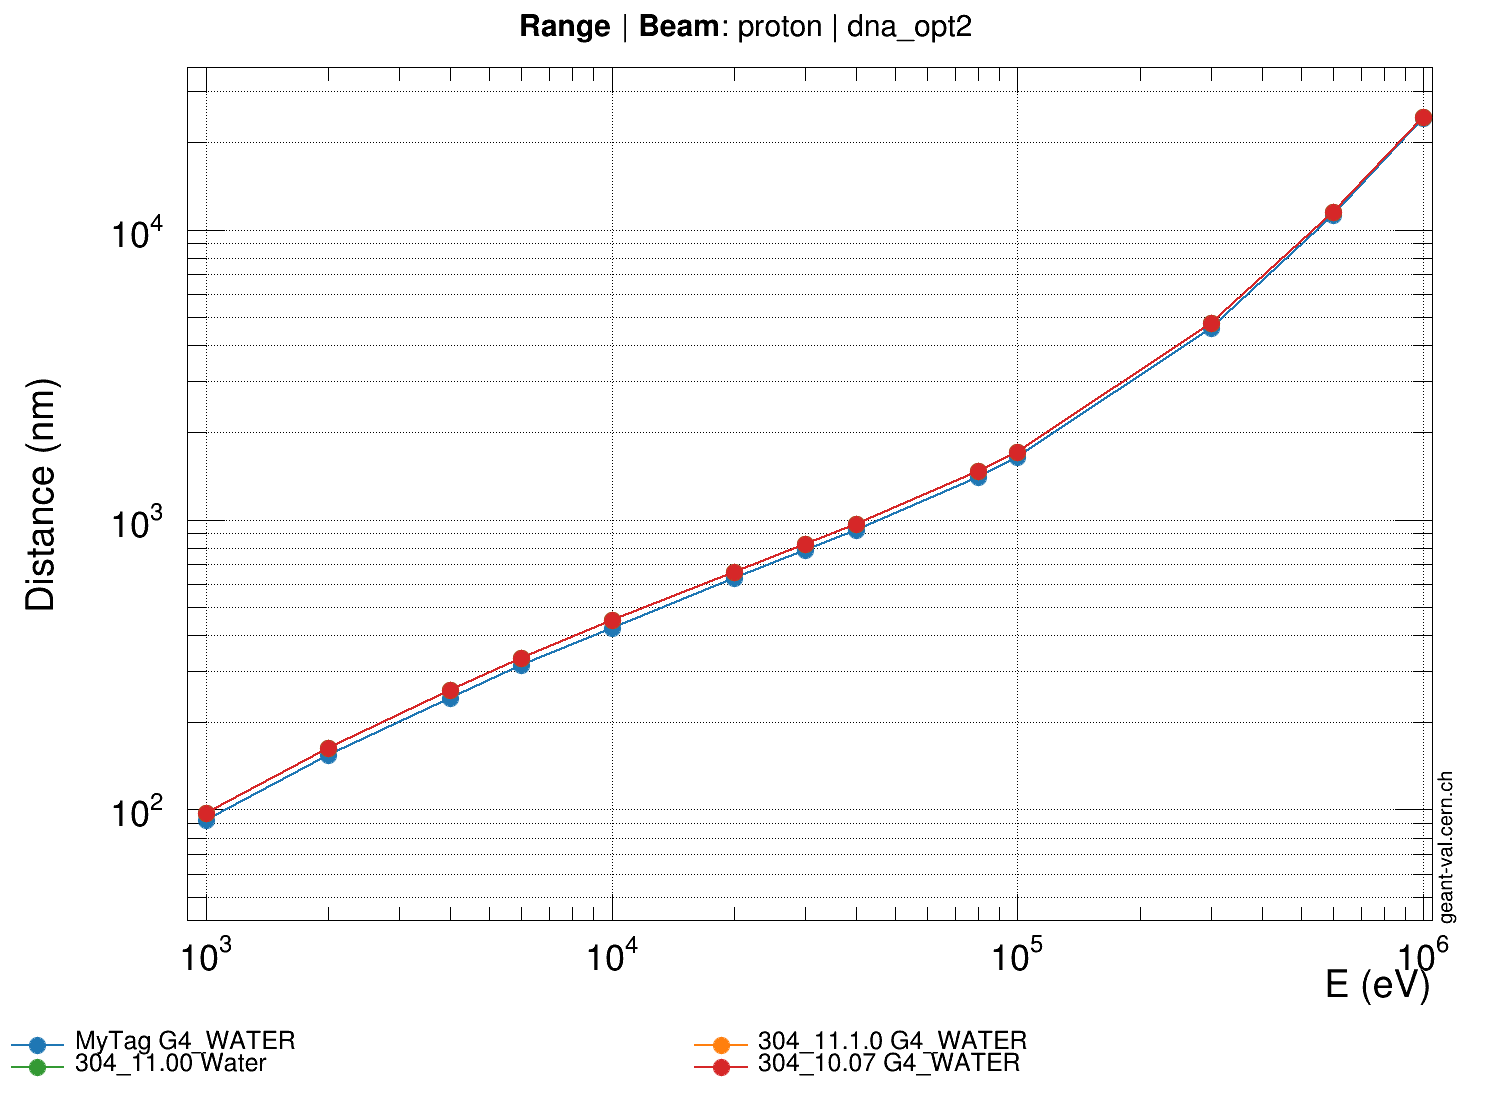 Range | Beam: proton | dna_opt2
Distance (nm)
10^4
10^3
10^2
10^3 10^4 10^5 10^6
E (eV)
geant-val.cern.ch
MyTag G4_WATER
304_11.1.0 G4_WATER
304_11.00 Water
304_10.07 G4_WATER